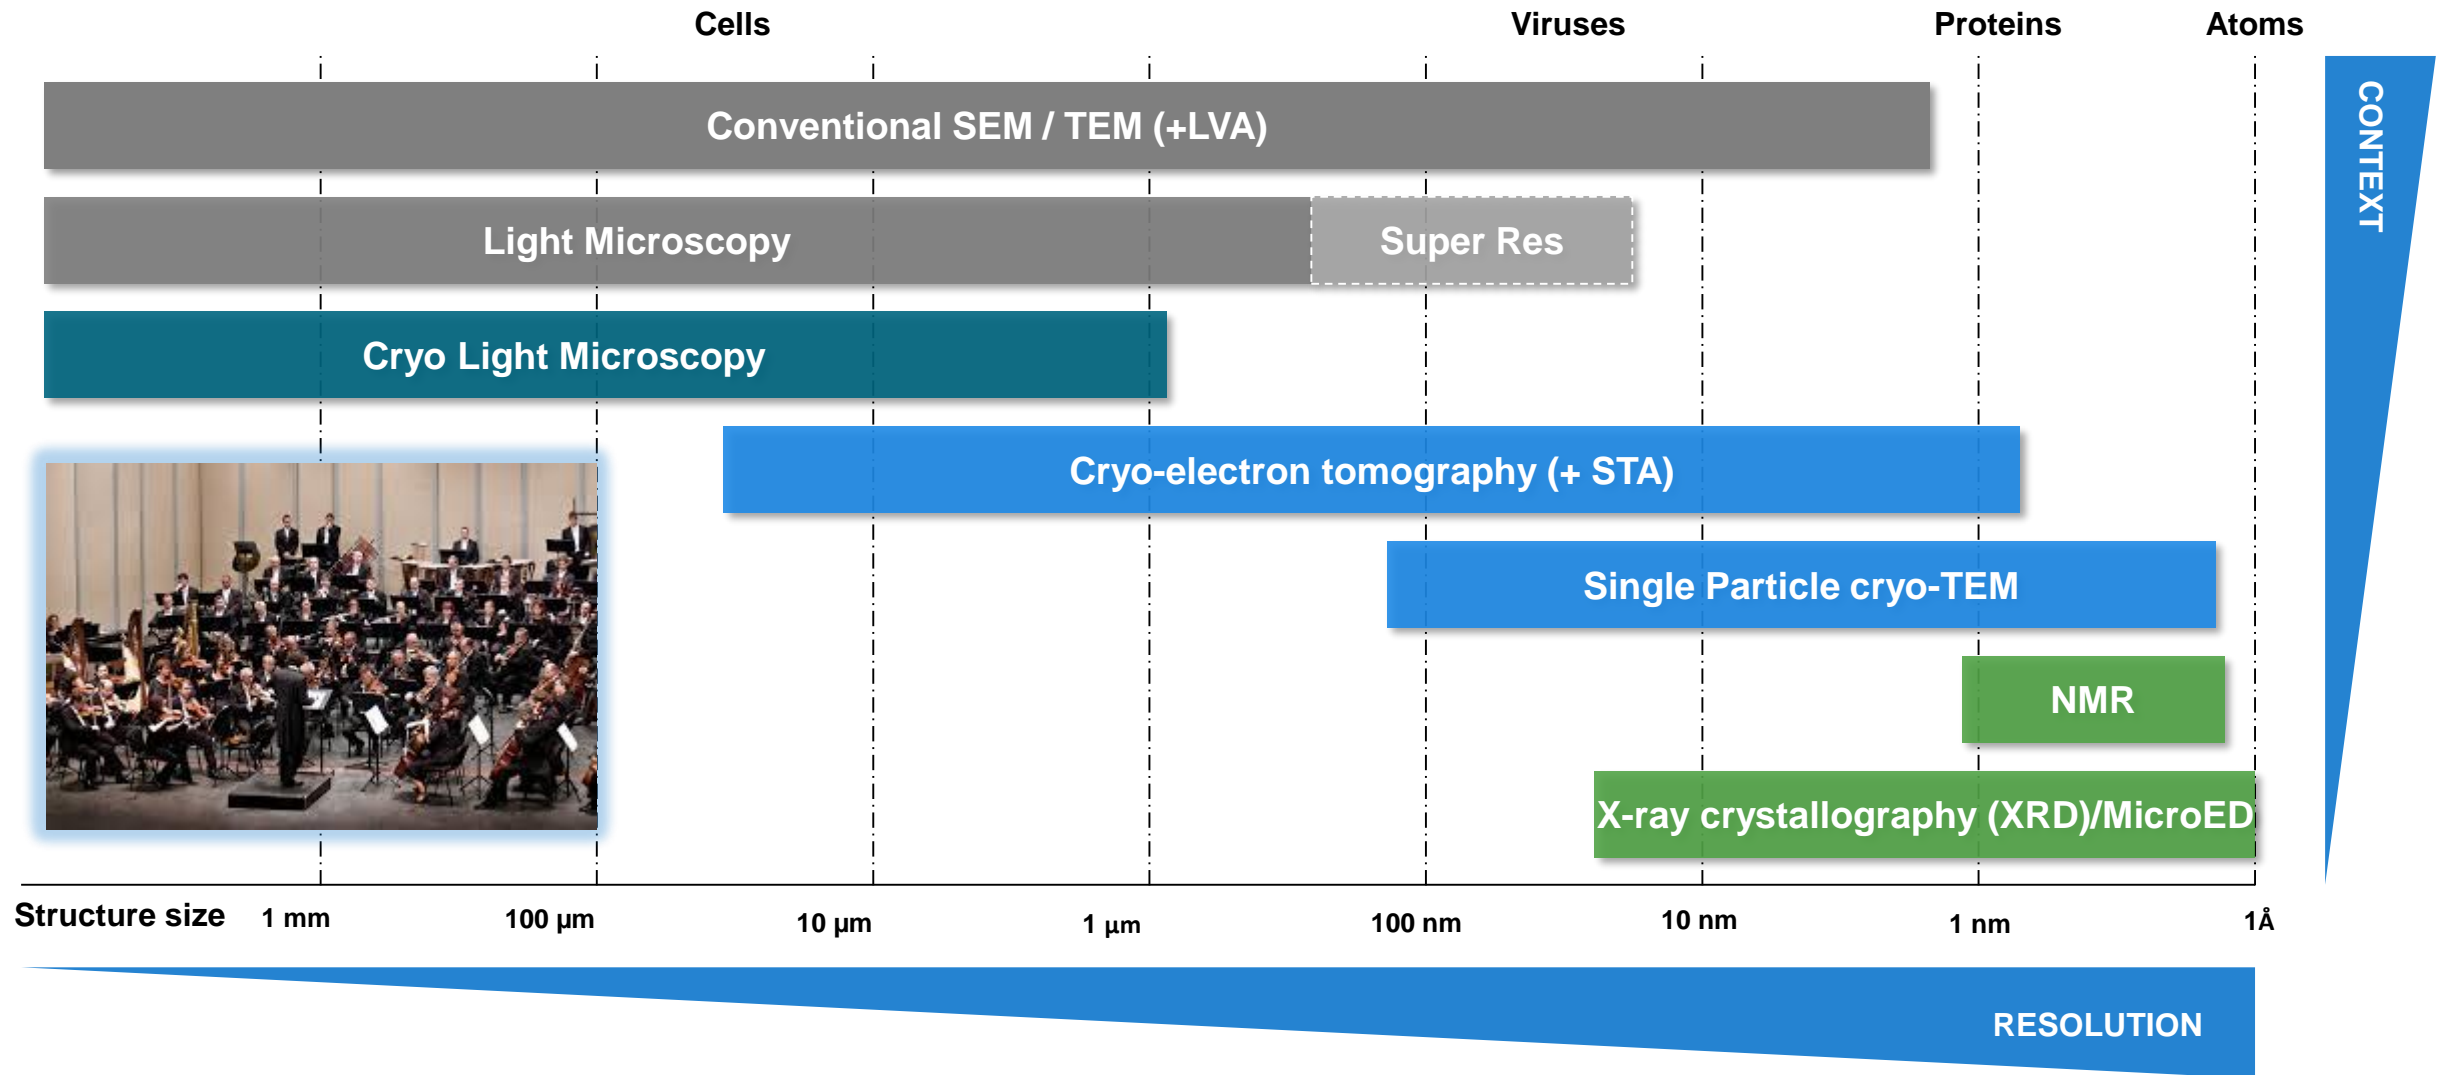 Cells Viruses Proteins Atoms
CONTEXT
Conventional SEM / TEM (+LVA)
Light Microscopy Super Res
Cryo Light Microscopy
Cryo-electron tomography (+ STA)
Single Particle cryo-TEM
NMR
X-ray crystallography (XRD)/MicroED
Structure size 1 mm 100 µm 10 µm 1 µm 100 nm 10 nm 1 nm 1Å
RESOLUTION